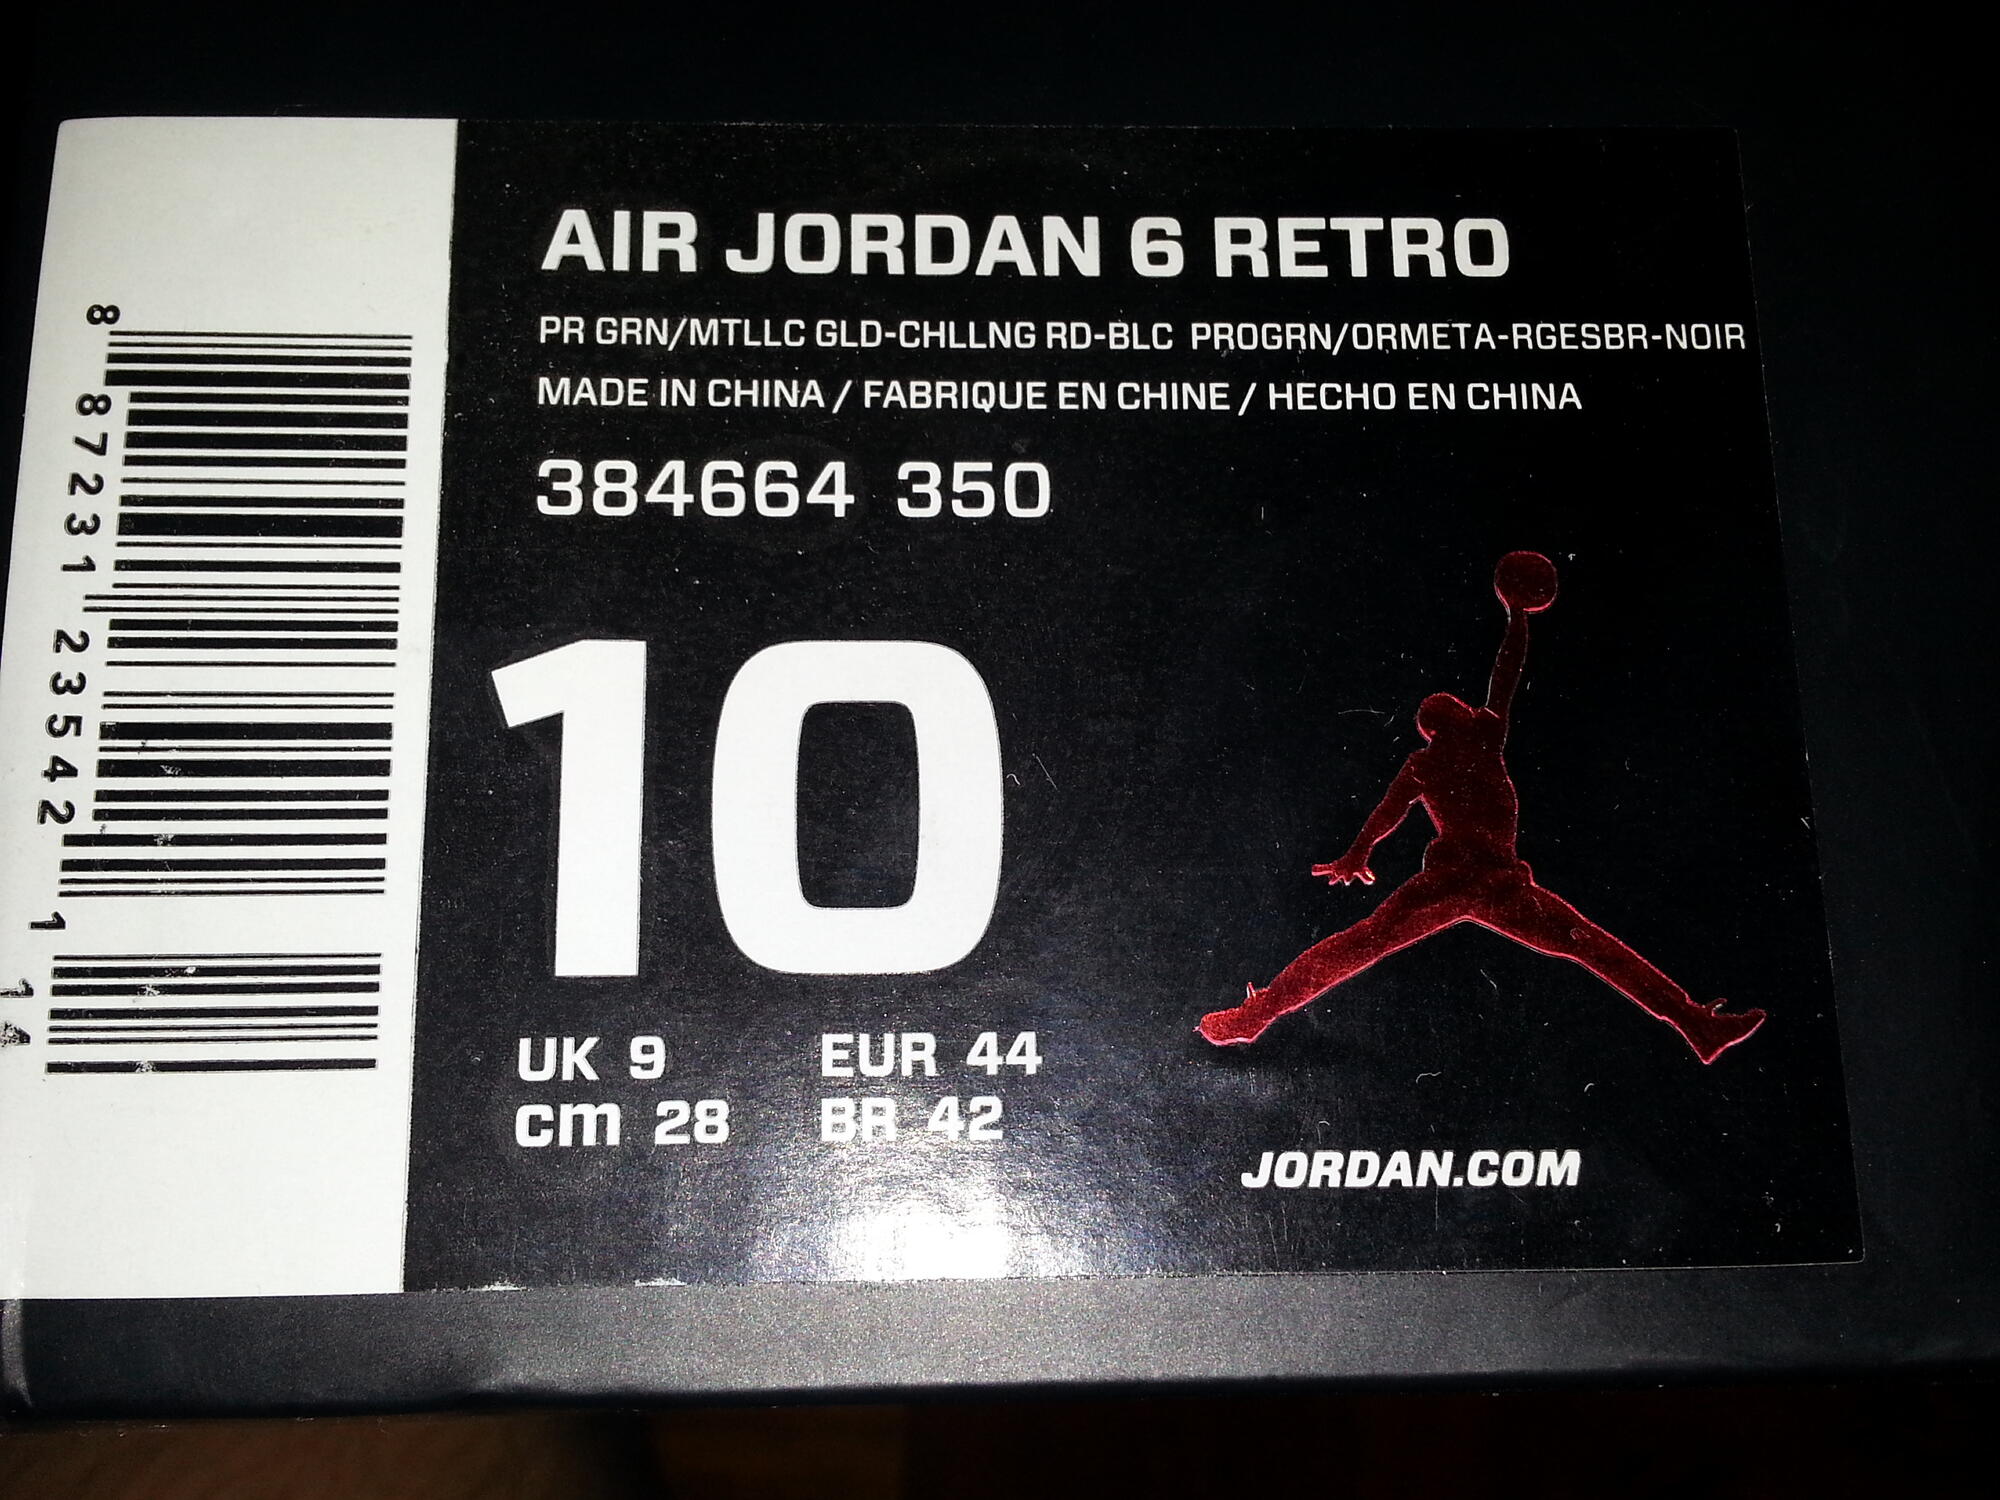 AIR JORDAN 6 RETRO
PR GRN/MTLLC GLD-CHLLNG RD-BLC PROGRN/ORMETA-RGESBR-NOIR
MADE IN CHINA / FABRIQUE EN CHINE / HECHO EN CHINA
384664 350
10
UK 9 EUR 44
cm 28 BR 42
JORDAN.COM
8 87231 23542 1
14